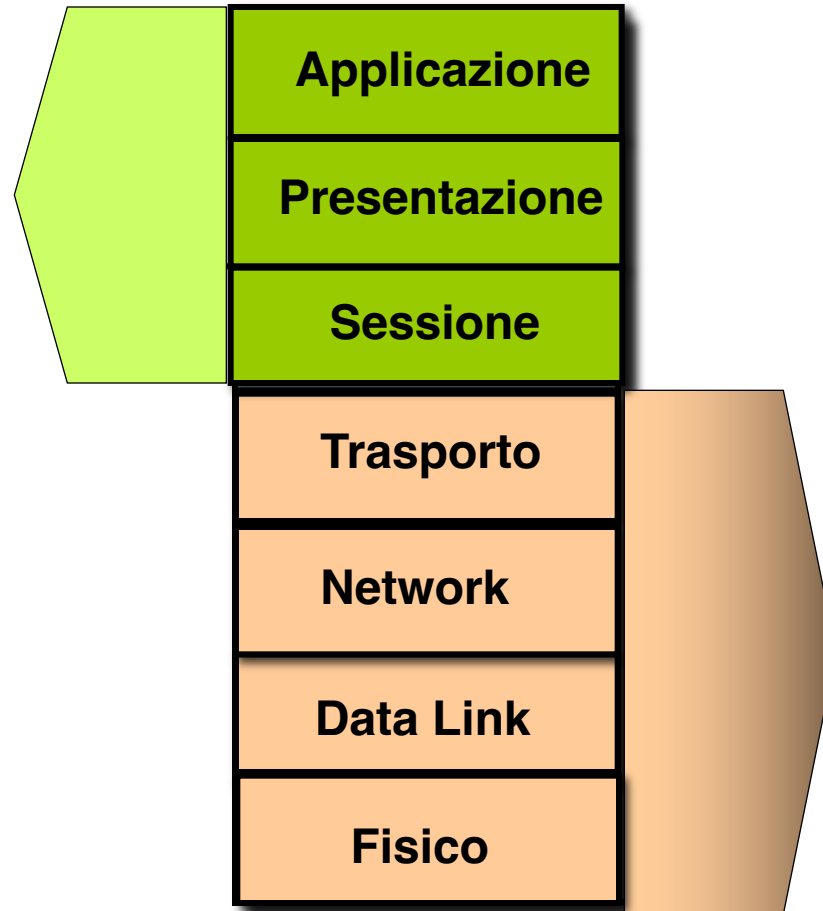 Applicazione
Presentazione
Sessione
Trasporto
Network
Data Link
Fisico